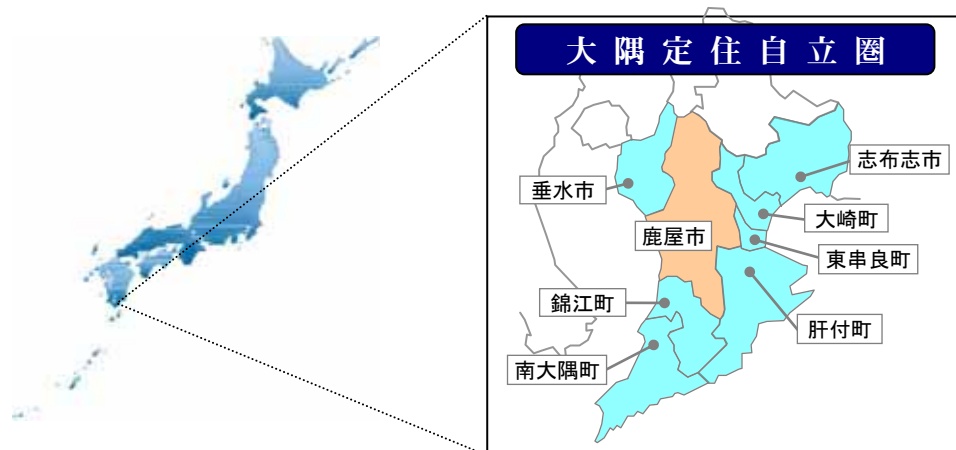 大隅定住自立圏
志布志市
垂水市
大崎町
鹿屋市
東串良町
錦江町
肝付町
南大隅町